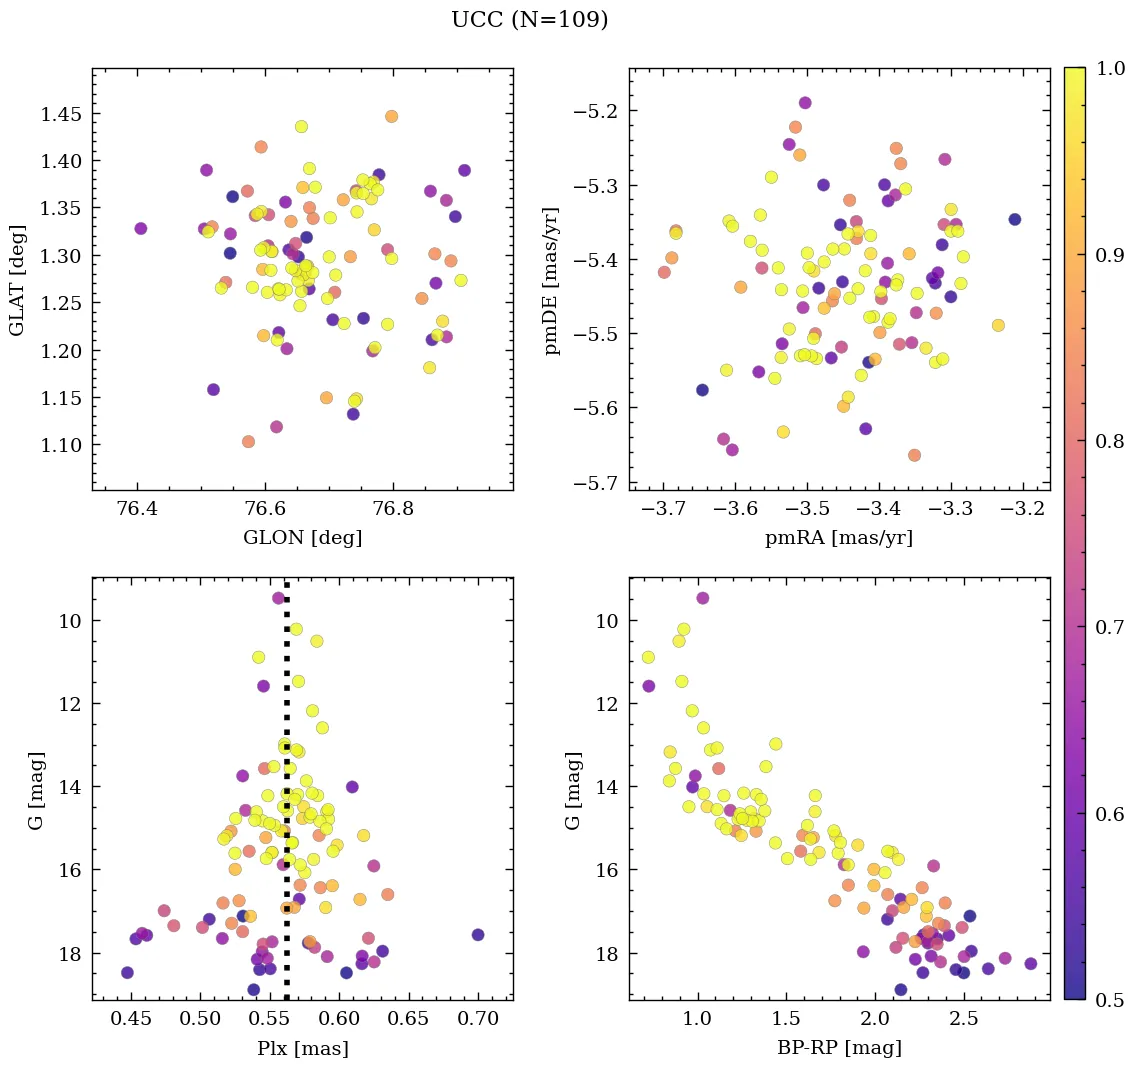 UCC (N=109)
1.45
1.40
1.35
1.30
1.25
1.20
1.15
1.10
GLAT [deg]
76.4 76.6 76.8
GLON [deg]
−5.2
−5.3
−5.4
−5.5
−5.6
−5.7
pmDE [mas/yr]
−3.7 −3.6 −3.5 −3.4 −3.3 −3.2
pmRA [mas/yr]
10
12
14
16
18
G [mag]
0.45 0.50 0.55 0.60 0.65 0.70
Plx [mas]
10
12
14
16
18
G [mag]
1.0 1.5 2.0 2.5
BP-RP [mag]
1.0
0.9
0.8
0.7
0.6
0.5